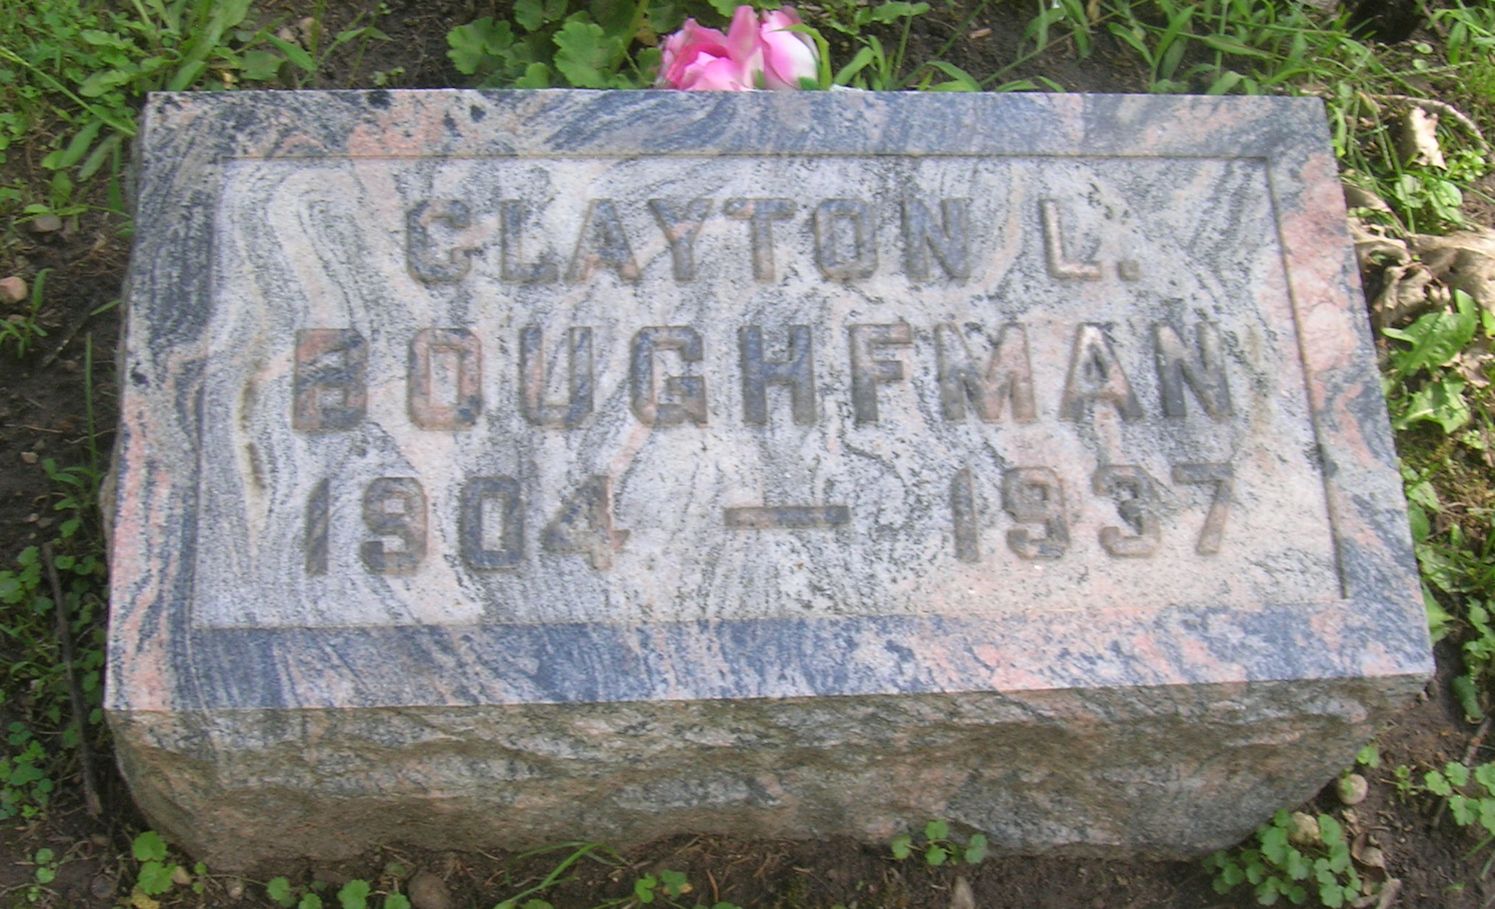 CLAYTON L.
BOUGHFMAN
1904 — 1937